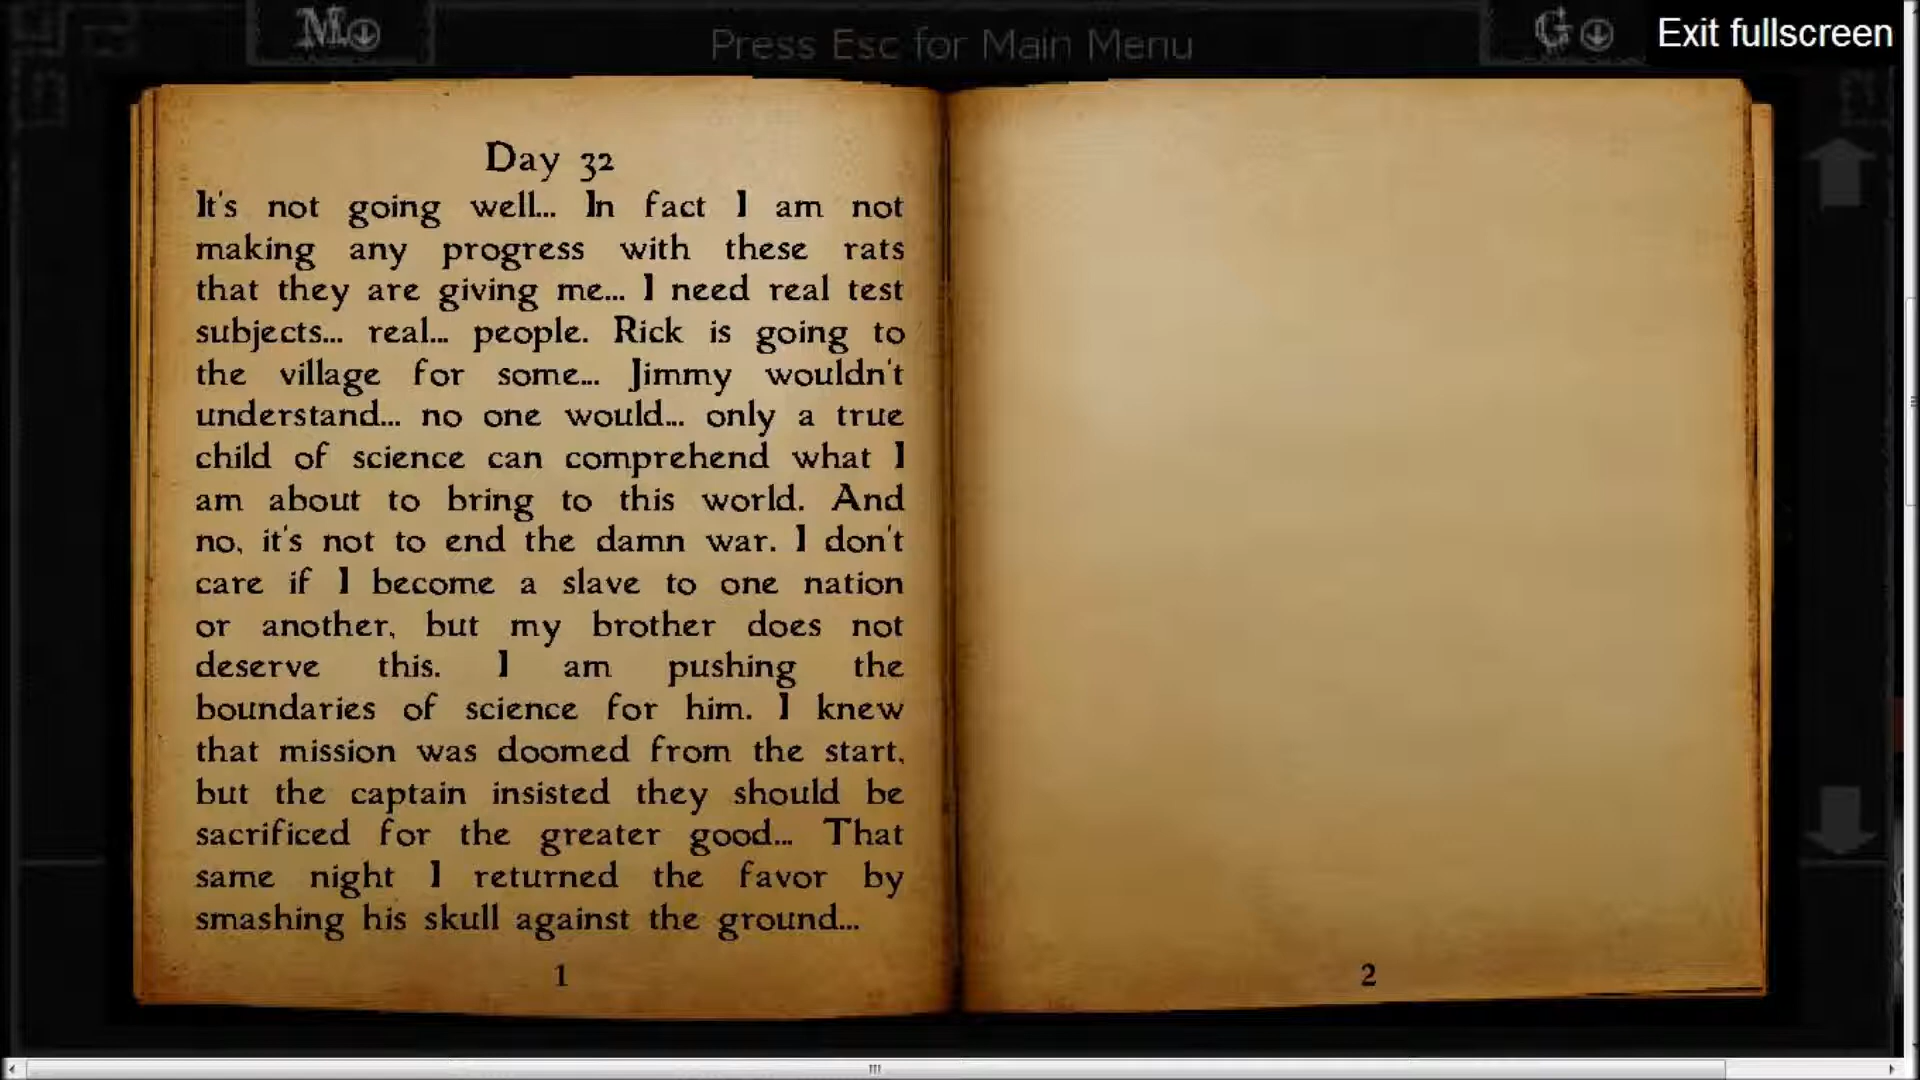 M
Press Esc for Main Menu
G
Exit fullscreen
Day 32
It's not going well... In fact I am not
making any progress with these rats
that they are giving me... I need real test
subjects... real... people. Rick is going to
the village for some... Jimmy wouldn't
understand... no one would... only a true
child of science can comprehend what I
am about to bring to this world. And
no, it's not to end the damn war. I don't
care if I become a slave to one nation
or another, but my brother does not
deserve this. I am pushing the
boundaries of science for him. I knew
that mission was doomed from the start,
but the captain insisted they should be
sacrificed for the greater good... That
same night I returned the favor by
smashing his skull against the ground...
1
2